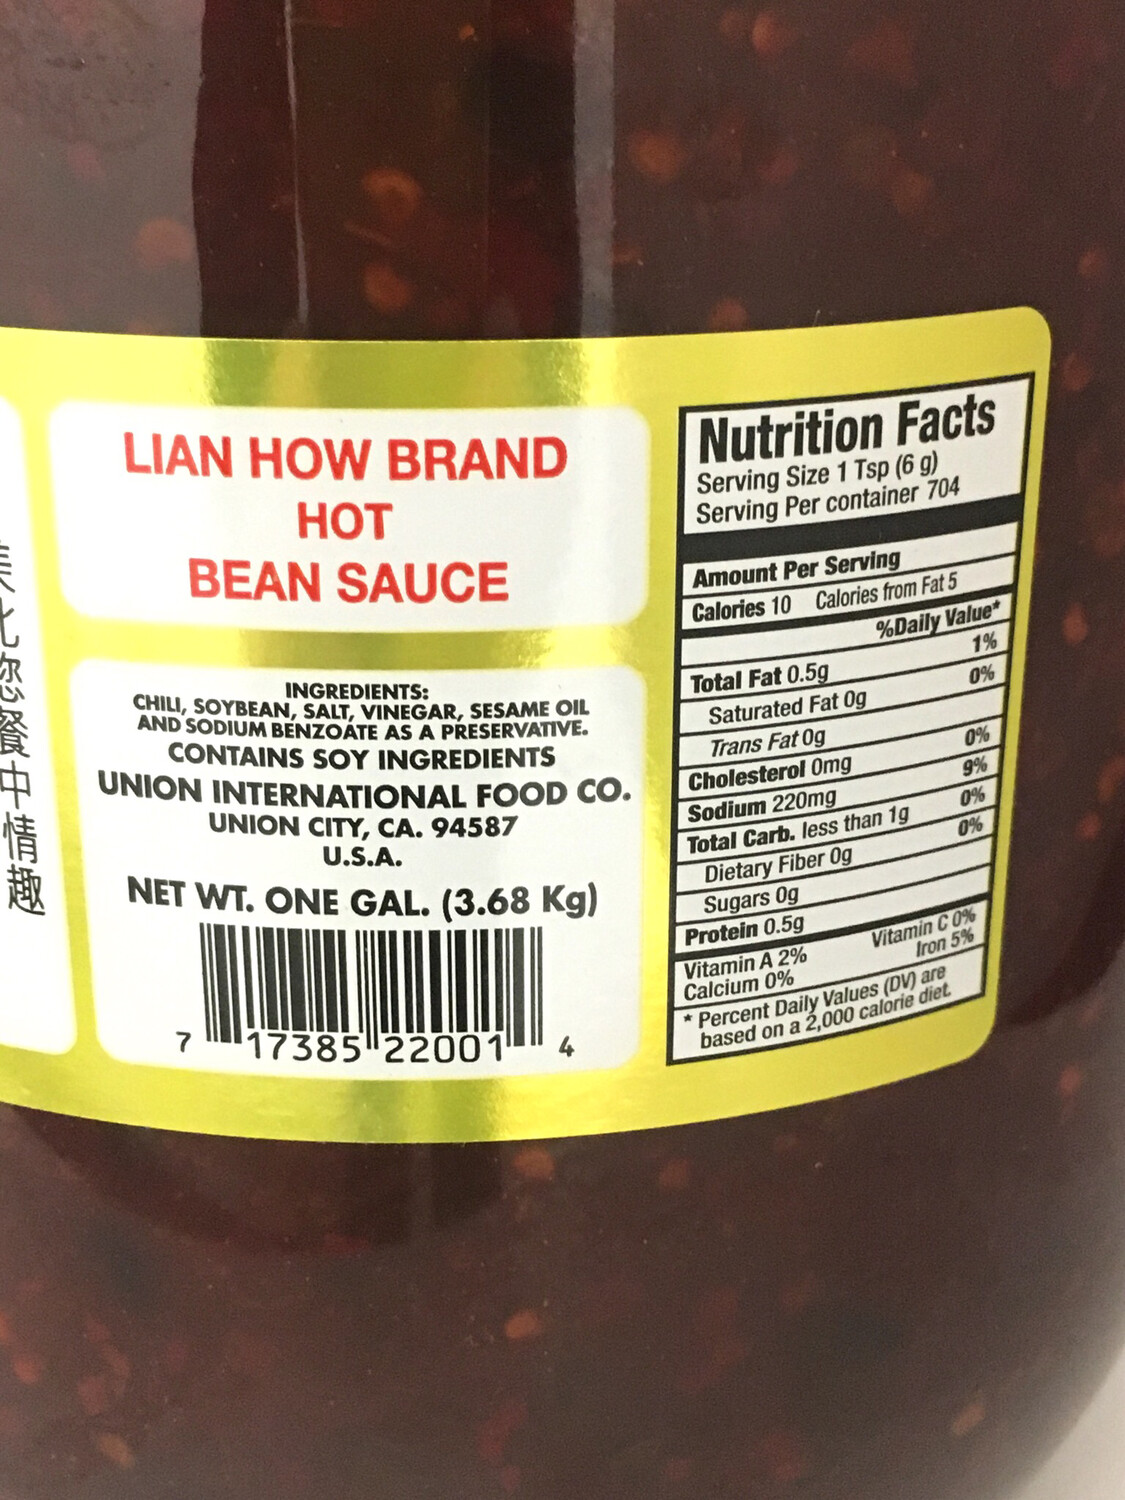 美化您餐中情趣
LIAN HOW BRAND
HOT
BEAN SAUCE
INGREDIENTS:
CHILI, SOYBEAN, SALT, VINEGAR, SESAME OIL
AND SODIUM BENZOATE AS A PRESERVATIVE.
CONTAINS SOY INGREDIENTS
UNION INTERNATIONAL FOOD CO.
UNION CITY, CA. 94587
U.S.A.
NET WT. ONE GAL. (3.68 Kg)
7 17385 22001 4
Nutrition Facts
Serving Size 1 Tsp (6 g)
Serving Per container 704
Amount Per Serving
Calories 10 Calories from Fat 5
%Daily Value*
Total Fat 0.5g 1%
Saturated Fat 0g 0%
Trans Fat 0g
Cholesterol 0mg 0%
Sodium 220mg 9%
Total Carb. less than 1g 0%
Dietary Fiber 0g 0%
Sugars 0g
Protein 0.5g
Vitamin A 2% Vitamin C 0%
Calcium 0% Iron 5%
* Percent Daily Values (DV) are
based on a 2,000 calorie diet.